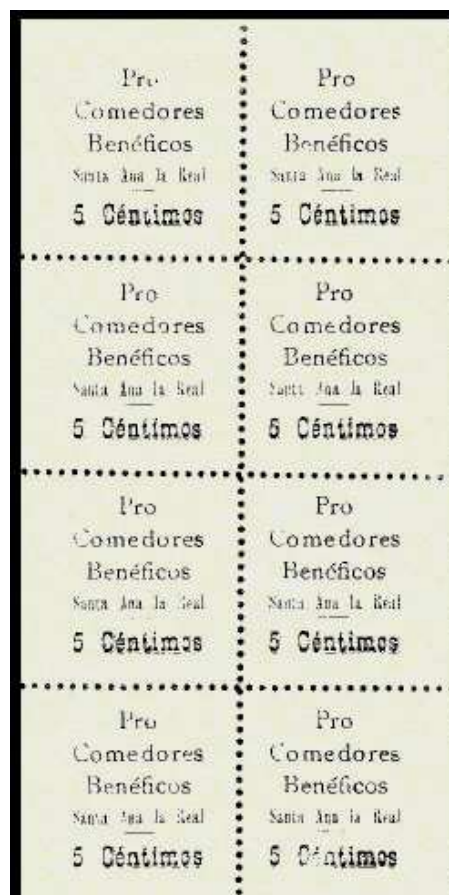 Pro
Comedores
Benéficos
Santa Ana la Real
5 Céntimos
Pro
Comedores
Benéficos
Santa Ana la Real
5 Céntimos
Pro
Comedores
Benéficos
Santa Ana la Real
5 Céntimos
Pro
Comedores
Benéficos
Santa Ana la Real
5 Céntimos
Pro
Comedores
Benéficos
Santa Ana la Real
5 Céntimos
Pro
Comedores
Benéficos
Santa Ana la Real
5 Céntimos
Pro
Comedores
Benéficos
Santa Ana la Real
5 Céntimos
Pro
Comedores
Benéficos
Santa Ana la Real
5 Céntimos